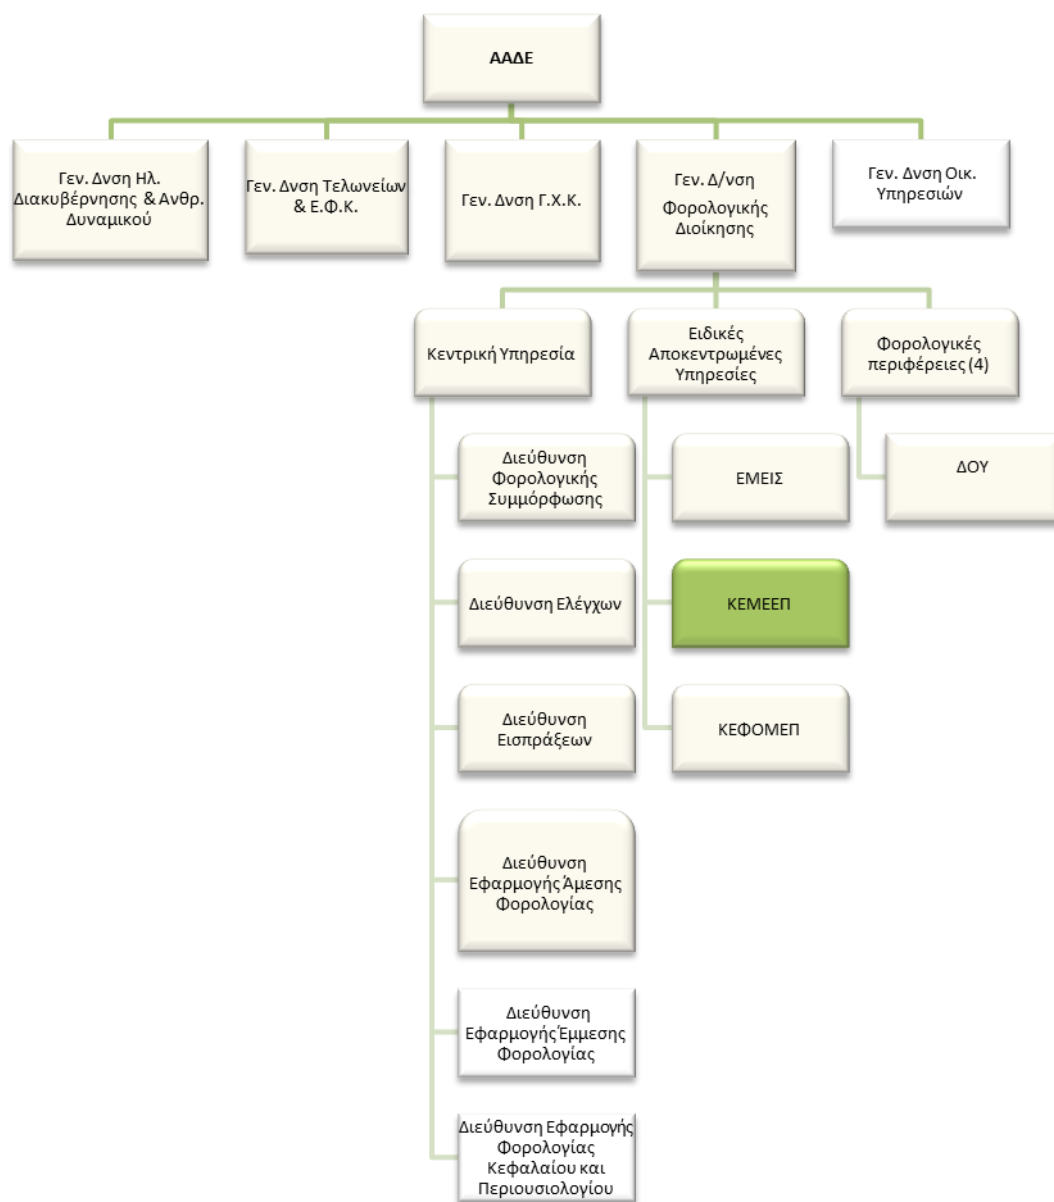 ΑΑΔΕ
Γεν. Δνση Ηλ.
Διακυβέρνησης & Ανθρ.
Δυναμικού
Γεν. Δνση Τελωνείων
& Ε.Φ.Κ.
Γεν. Δνση Γ.Χ.Κ.
Γεν. Δ/νση
Φορολογικής
Διοίκησης
Γεν. Δνση Οικ.
Υπηρεσιών
Κεντρική Υπηρεσία
Ειδικές
Αποκεντρωμένες
Υπηρεσίες
Φορολογικές
περιφέρειες (4)
Διεύθυνση
Φορολογικής
Συμμόρφωσης
ΕΜΕΙΣ
ΔΟΥ
Διεύθυνση Ελέγχων
ΚΕΜΕΕΠ
Διεύθυνση
Εισπράξεων
ΚΕΦΟΜΕΠ
Διεύθυνση
Εφαρμογής Άμεσης
Φορολογίας
Διεύθυνση
Εφαρμογής Έμμεσης
Φορολογίας
Διεύθυνση Εφαρμογής
Φορολογίας
Κεφαλαίου και
Περιουσιολογίου